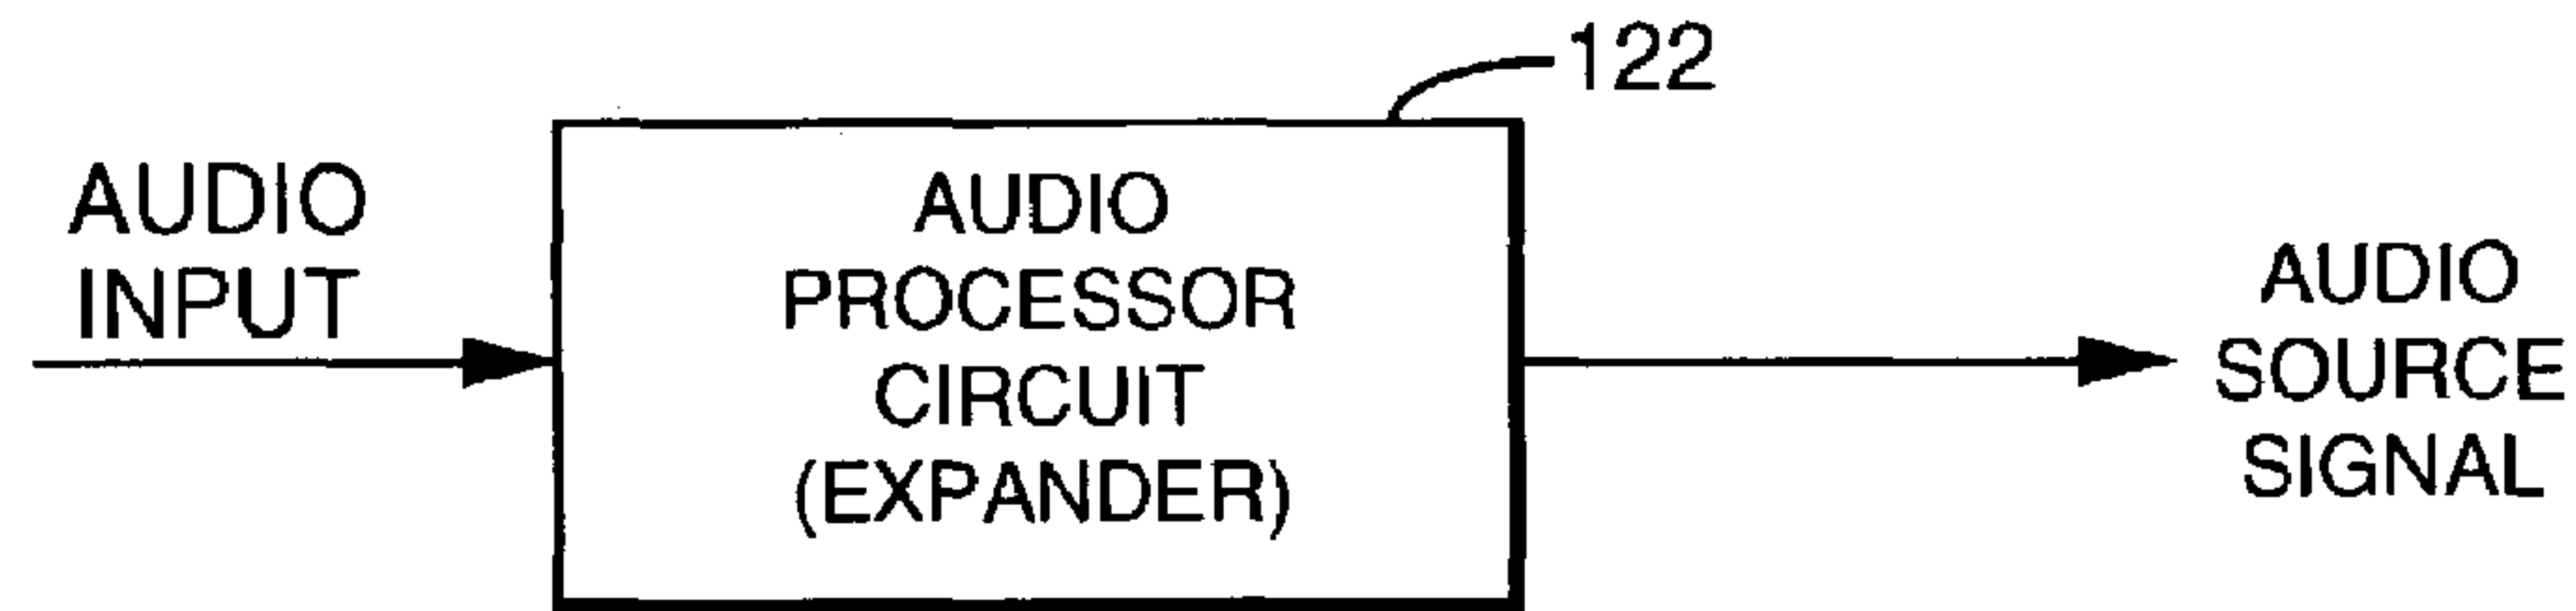 122
AUDIO
INPUT
AUDIO
PROCESSOR
CIRCUIT
(EXPANDER)
AUDIO
SOURCE
SIGNAL